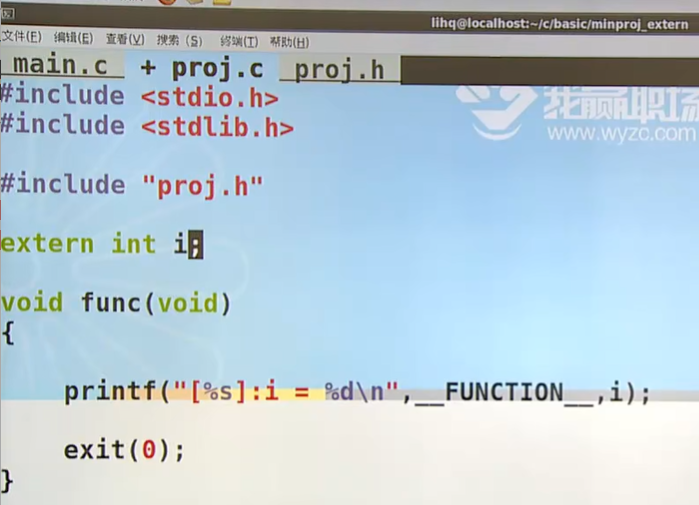 lihq@localhost:~/c/basic/minproj_extern
文件(F) 编辑(E) 查看(V) 搜索 (S) 终端(T) 帮助(H)
main.c + proj.c proj.h
#include <stdio.h>
#include <stdlib.h>
我赢职场
www.wyzc.com
#include "proj.h"
extern int i;
void func(void)
{
printf("[%s]:i = %d\n",__FUNCTION__,i);
exit(0);
}